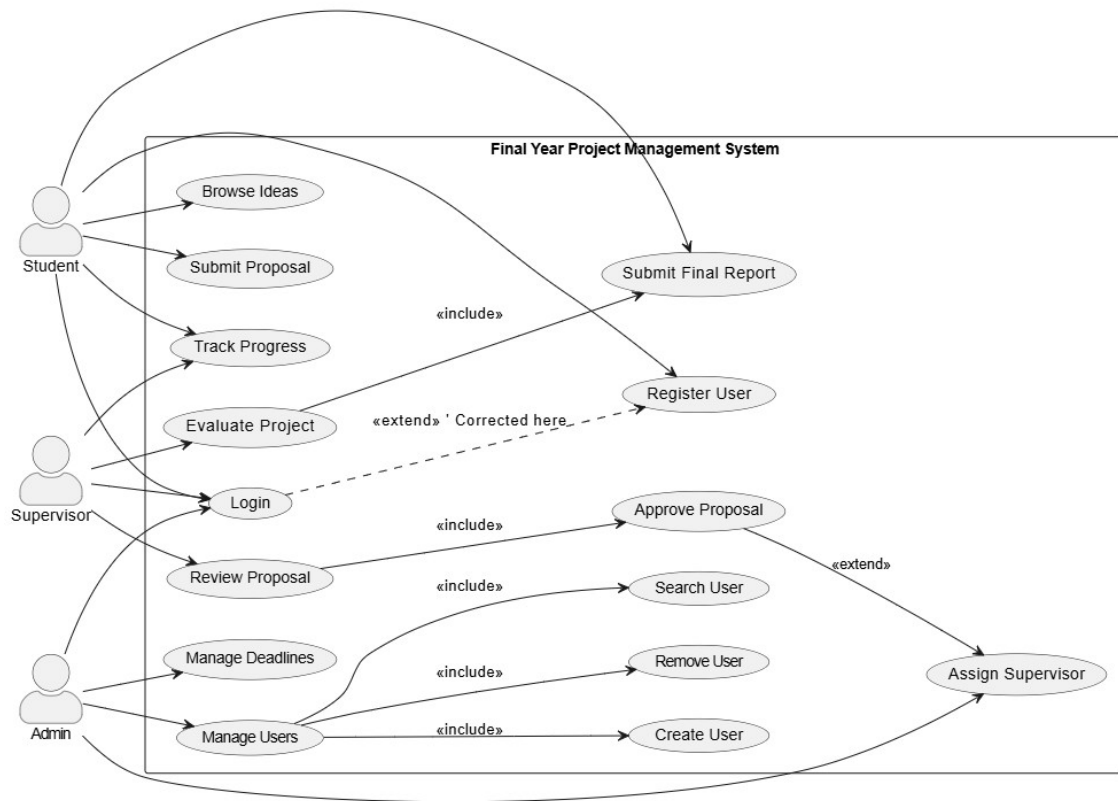 Final Year Project Management System
Browse Ideas
Student
Submit Proposal
Submit Final Report
«include»
Track Progress
Register User
«extend» ' Corrected here
Evaluate Project
Supervisor
Login
Approve Proposal
«include»
«extend»
Review Proposal
«include»
Search User
Manage Deadlines
«include»
Remove User
Assign Supervisor
Admin
Manage Users
«include»
Create User